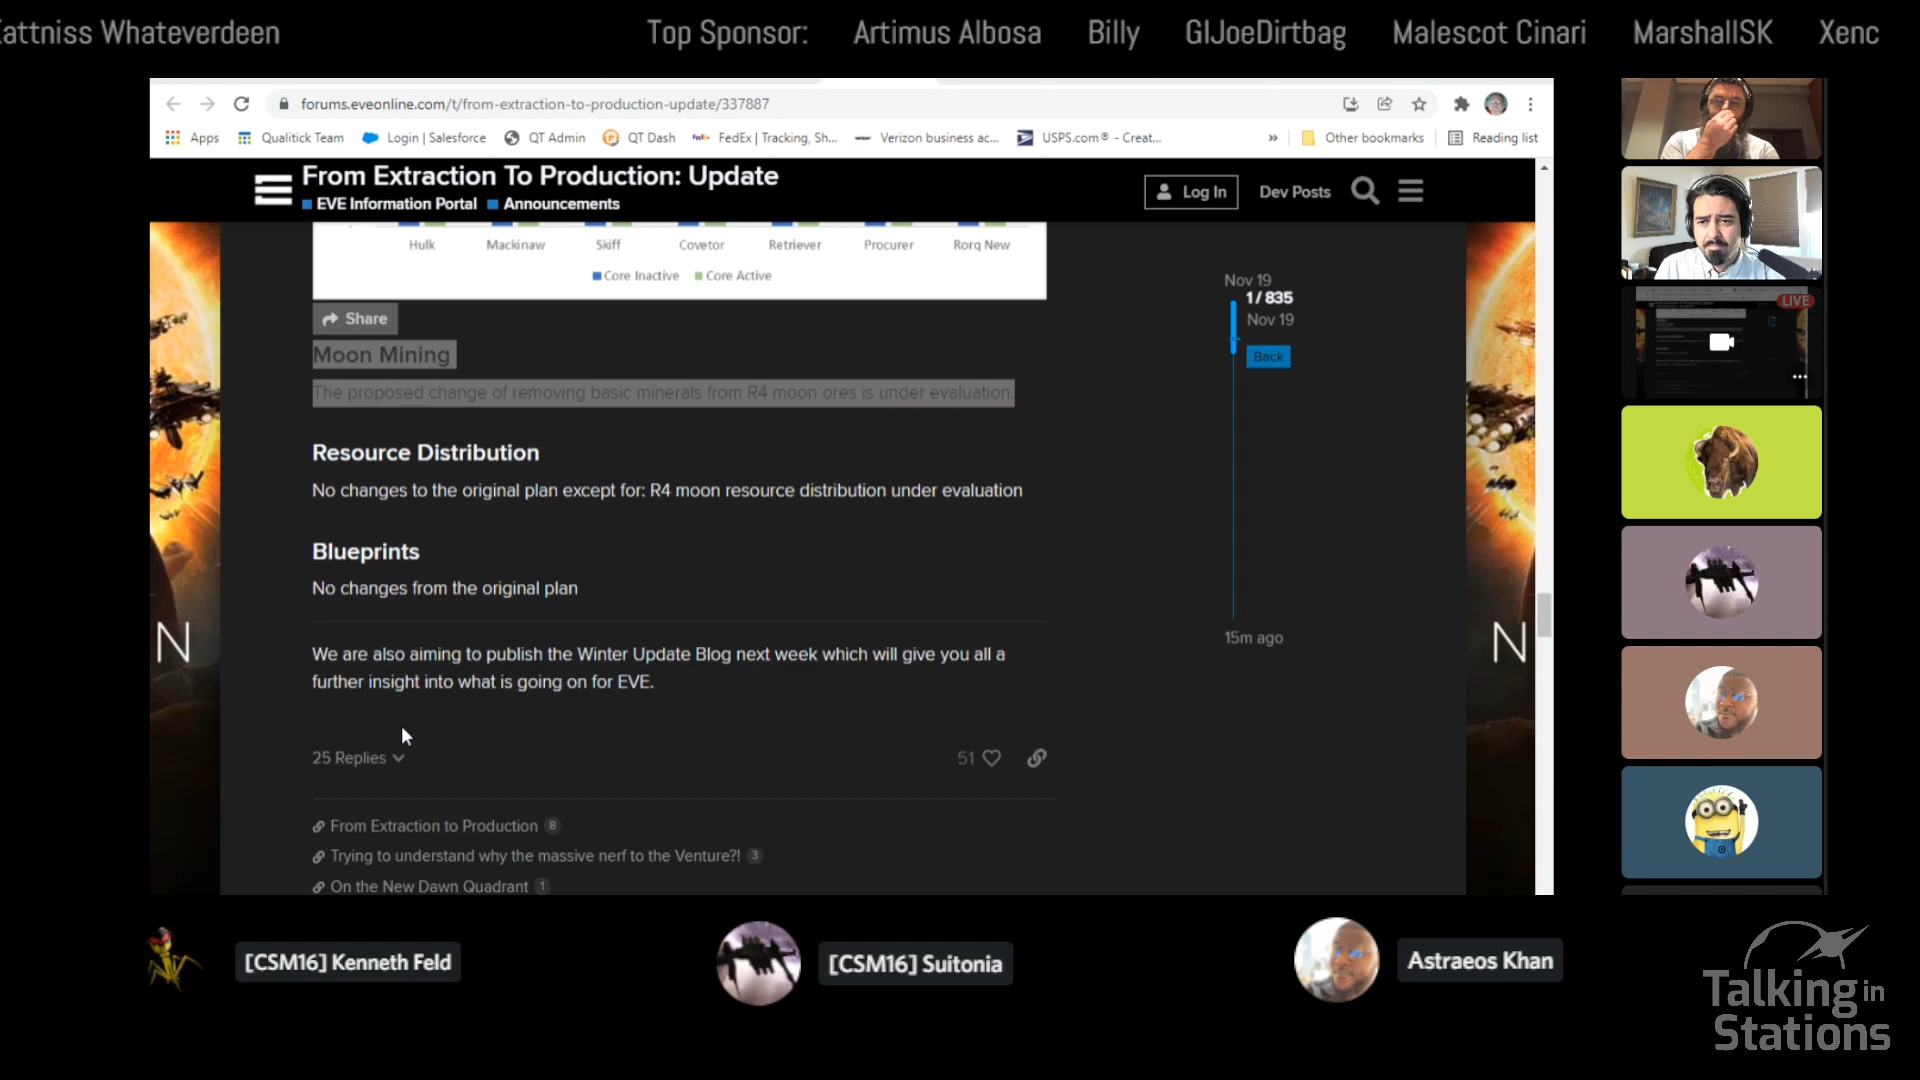 attniss Whateverdeen Top Sponsor: Artimus Albosa Billy GIJoeDirtbag Malescot Cinari MarshallSK Xenc
forums.eveonline.com/t/from-extraction-to-production-update/337887
Apps Qualitick Team Login | Salesforce QT Admin QT Dash FedEx | Tracking, Sh... Verizon business ac... USPS.com® - Creat... » Other bookmarks Reading list
From Extraction To Production: Update
EVE Information Portal Announcements
Log In Dev Posts
Hulk Mackinaw Skiff Covetor Retriever Procurer Rorq New
Core Inactive Core Active
Share
Moon Mining
The proposed change of removing basic minerals from R4 moon ores is under evaluation.
Resource Distribution
No changes to the original plan except for: R4 moon resource distribution under evaluation
Blueprints
No changes from the original plan
We are also aiming to publish the Winter Update Blog next week which will give you all a
further insight into what is going on for EVE.
25 Replies
51
From Extraction to Production 8
Trying to understand why the massive nerf to the Venture?! 3
On the New Dawn Quadrant 1
Nov 19
1 / 835
Nov 19
Back
15m ago
N
N
LIVE
[CSM16] Kenneth Feld
[CSM16] Suitonia
Astraeos Khan
Talking in
Stations